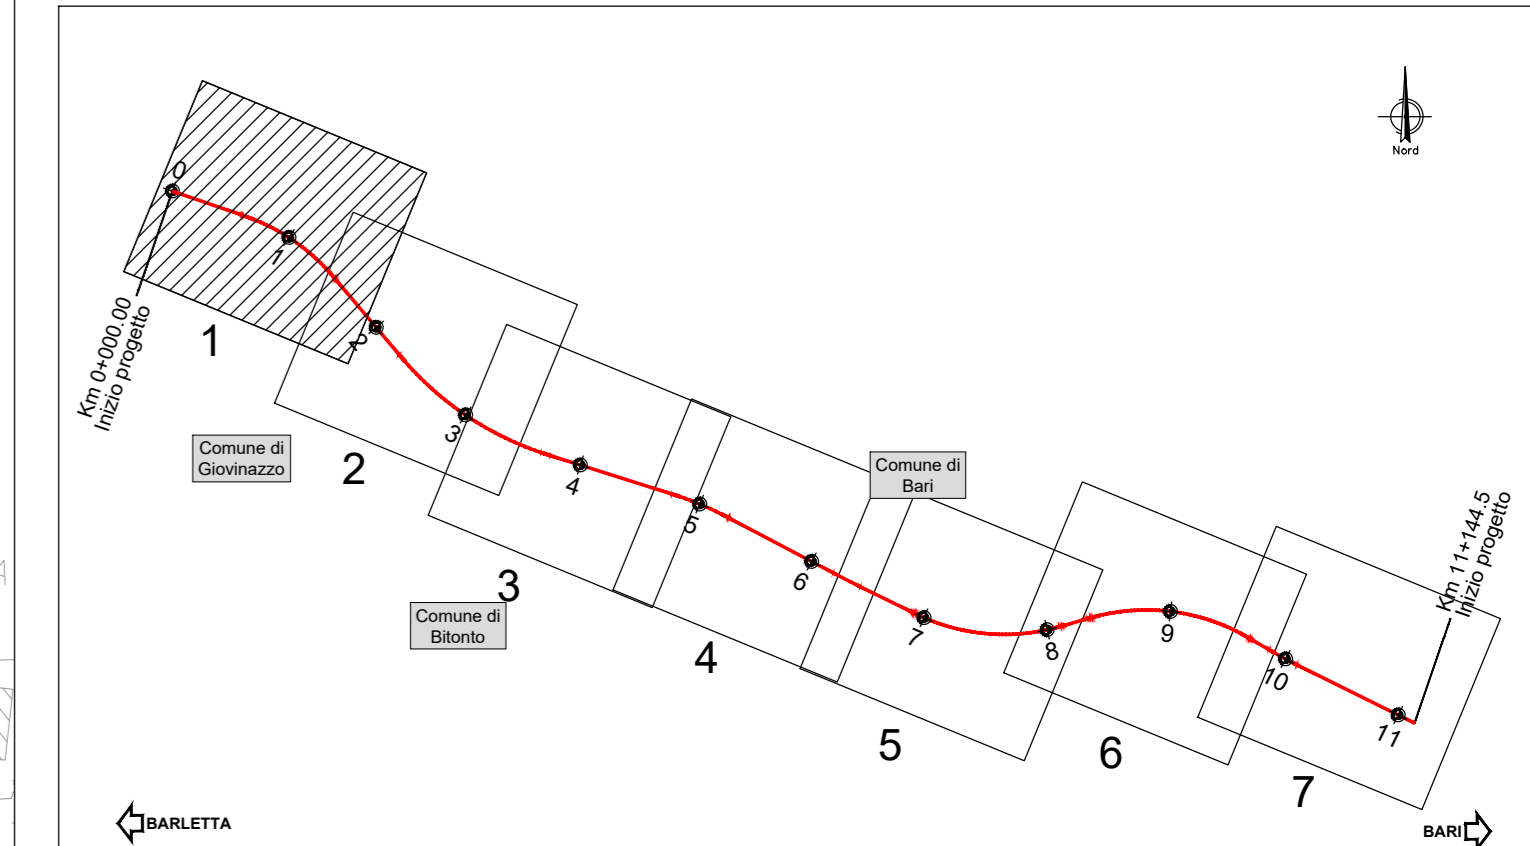 Nord
0
1
2
3
4
5
6
7
8
9
10
11
Km 0+000.00
Inizio progetto
Km 11+144.5
Inizio progetto
1
2
3
4
5
6
7
Comune di
Giovinazzo
Comune di
Bitonto
Comune di
Bari
BARLETTA
BARI